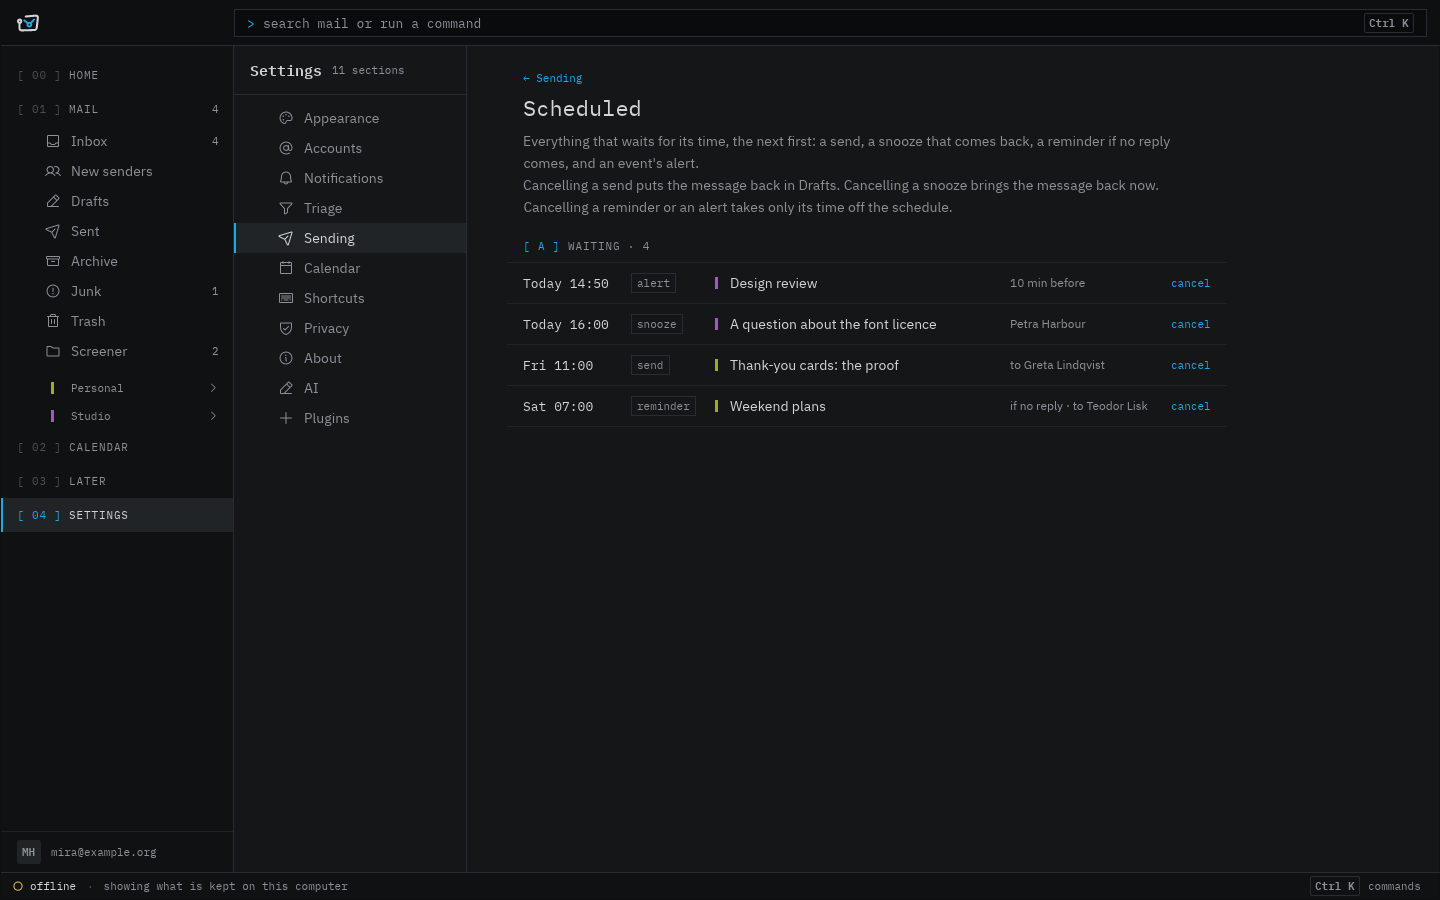 > search mail or run a command
Ctrl K
[ 00 ] HOME
[ 01 ] MAIL 4
Inbox 4
New senders
Drafts
Sent
Archive
Junk 1
Trash
Screener 2
Personal
Studio
[ 02 ] CALENDAR
[ 03 ] LATER
[ 04 ] SETTINGS
MH mira@example.org
Settings 11 sections
Appearance
Accounts
Notifications
Triage
Sending
Calendar
Shortcuts
Privacy
About
AI
Plugins
← Sending
Scheduled
Everything that waits for its time, the next first: a send, a snooze that comes back, a reminder if no reply
comes, and an event's alert.
Cancelling a send puts the message back in Drafts. Cancelling a snooze brings the message back now.
Cancelling a reminder or an alert takes only its time off the schedule.
[ A ] WAITING · 4
Today 14:50 alert Design review 10 min before cancel
Today 16:00 snooze A question about the font licence Petra Harbour cancel
Fri 11:00 send Thank-you cards: the proof to Greta Lindqvist cancel
Sat 07:00 reminder Weekend plans if no reply · to Teodor Lisk cancel
offline · showing what is kept on this computer
Ctrl K commands